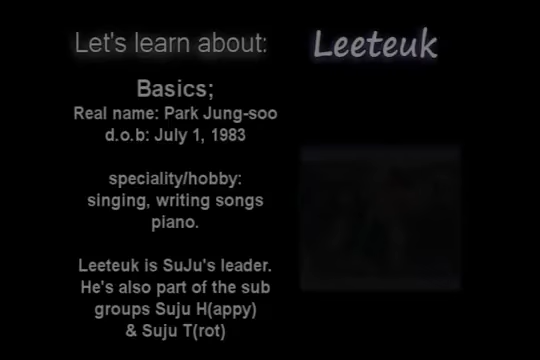 Let's learn about: Leeteuk
Basics;
Real name: Park Jung-soo
d.o.b: July 1, 1983
speciality/hobby:
singing, writing songs
piano.
Leeteuk is SuJu's leader.
He's also part of the sub
groups Suju H(appy)
& Suju T(rot)